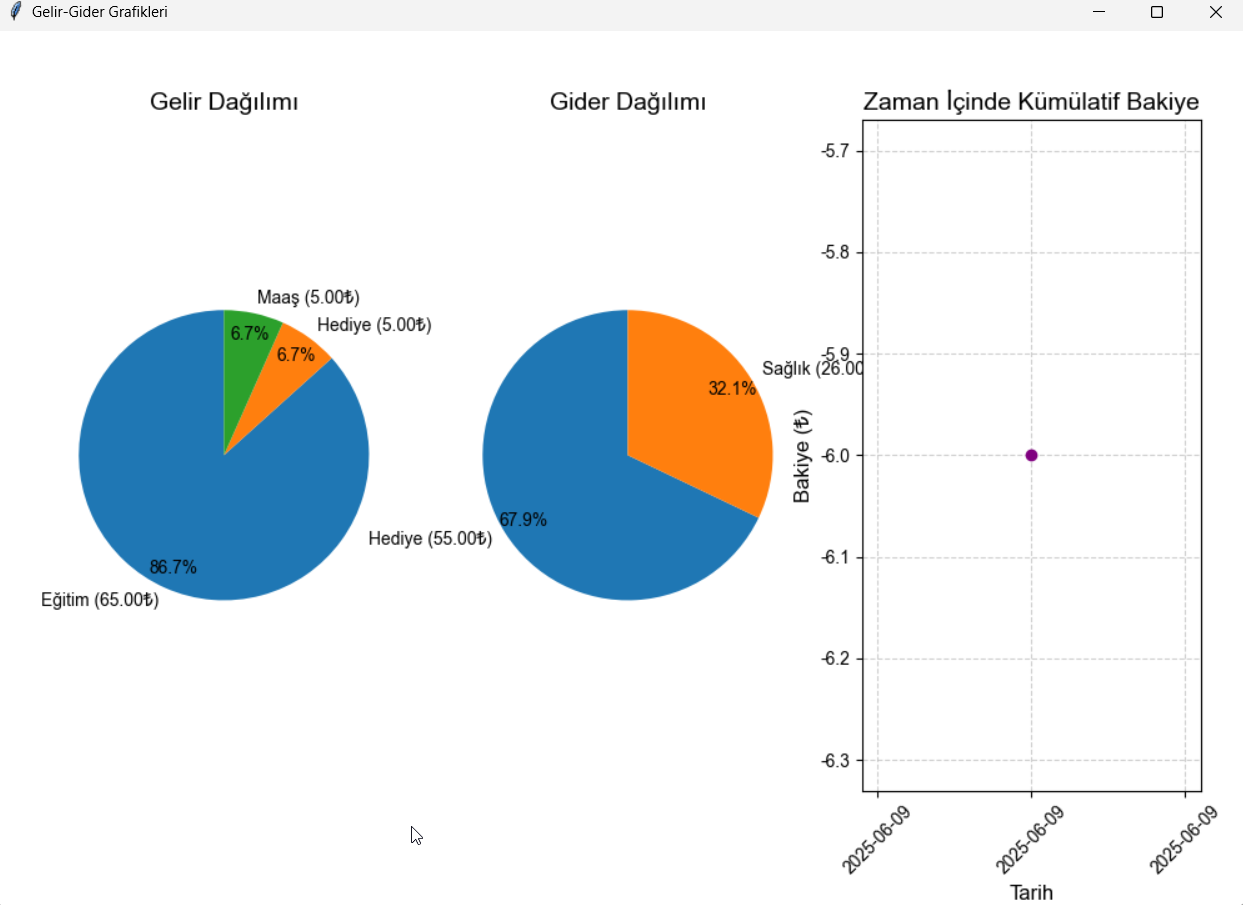 Gelir-Gider Grafikleri
Gelir Dağılımı
Maaş (5.00₺)
Hediye (5.00₺)
6.7%
6.7%
86.7%
Eğitim (65.00₺)
Gider Dağılımı
Sağlık (26.00
32.1%
67.9%
Hediye (55.00₺)
Zaman İçinde Kümülatif Bakiye
-5.7
-5.8
-5.9
-6.0
-6.1
-6.2
-6.3
Bakiye (₺)
2025-06-09
2025-06-09
2025-06-09
Tarih